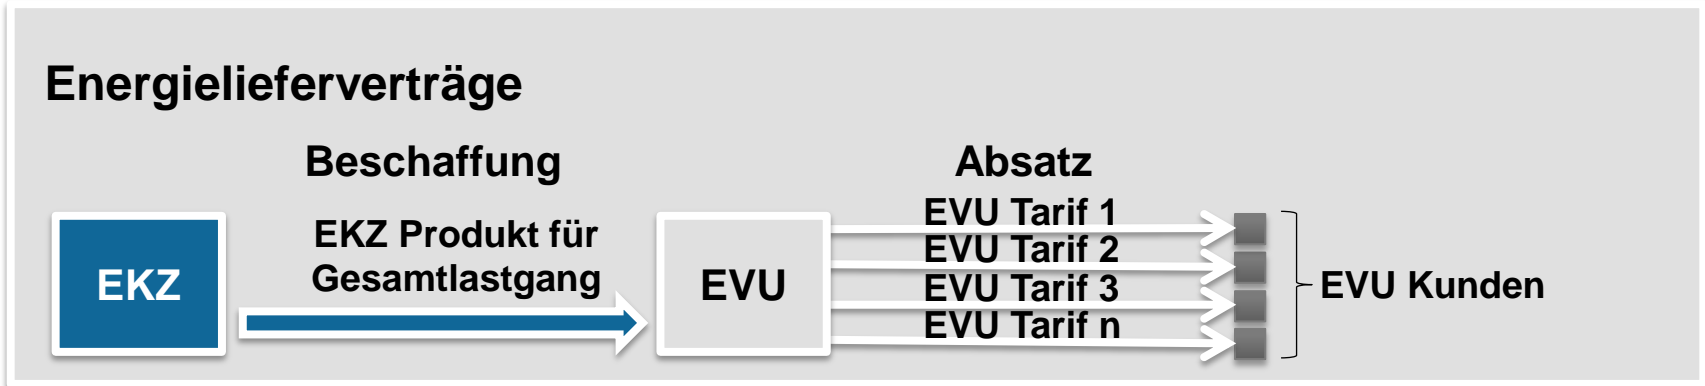 Energielieferverträge
Beschaffung
Absatz
EKZ
EKZ Produkt für
Gesamtlastgang
EVU
EVU Tarif 1
EVU Tarif 2
EVU Tarif 3
EVU Tarif n
EVU Kunden